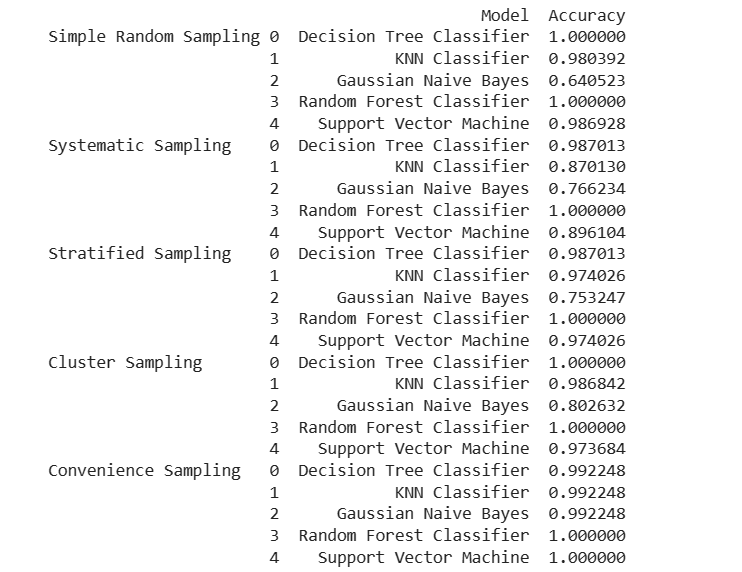 Model Accuracy
Simple Random Sampling 0 Decision Tree Classifier 1.000000
1 KNN Classifier 0.980392
2 Gaussian Naive Bayes 0.640523
3 Random Forest Classifier 1.000000
4 Support Vector Machine 0.986928
Systematic Sampling 0 Decision Tree Classifier 0.987013
1 KNN Classifier 0.870130
2 Gaussian Naive Bayes 0.766234
3 Random Forest Classifier 1.000000
4 Support Vector Machine 0.896104
Stratified Sampling 0 Decision Tree Classifier 0.987013
1 KNN Classifier 0.974026
2 Gaussian Naive Bayes 0.753247
3 Random Forest Classifier 1.000000
4 Support Vector Machine 0.974026
Cluster Sampling 0 Decision Tree Classifier 1.000000
1 KNN Classifier 0.986842
2 Gaussian Naive Bayes 0.802632
3 Random Forest Classifier 1.000000
4 Support Vector Machine 0.973684
Convenience Sampling 0 Decision Tree Classifier 0.992248
1 KNN Classifier 0.992248
2 Gaussian Naive Bayes 0.992248
3 Random Forest Classifier 1.000000
4 Support Vector Machine 1.000000